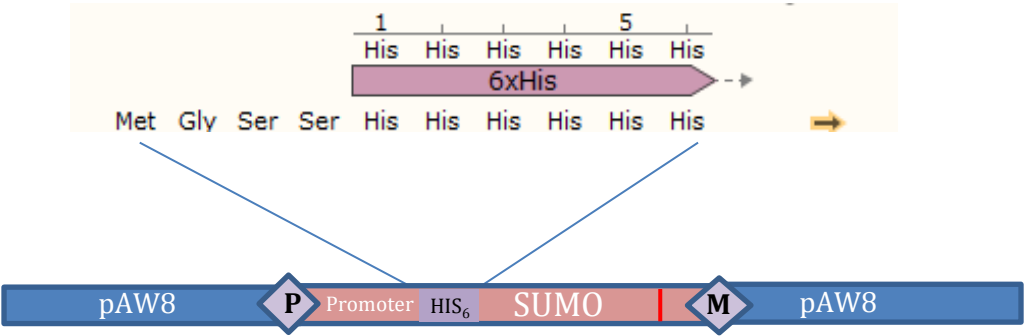 1 5
His His His His His His
6xHis
Met Gly Ser Ser His His His His His His
pAW8 P Promoter HIS₆ SUMO M pAW8